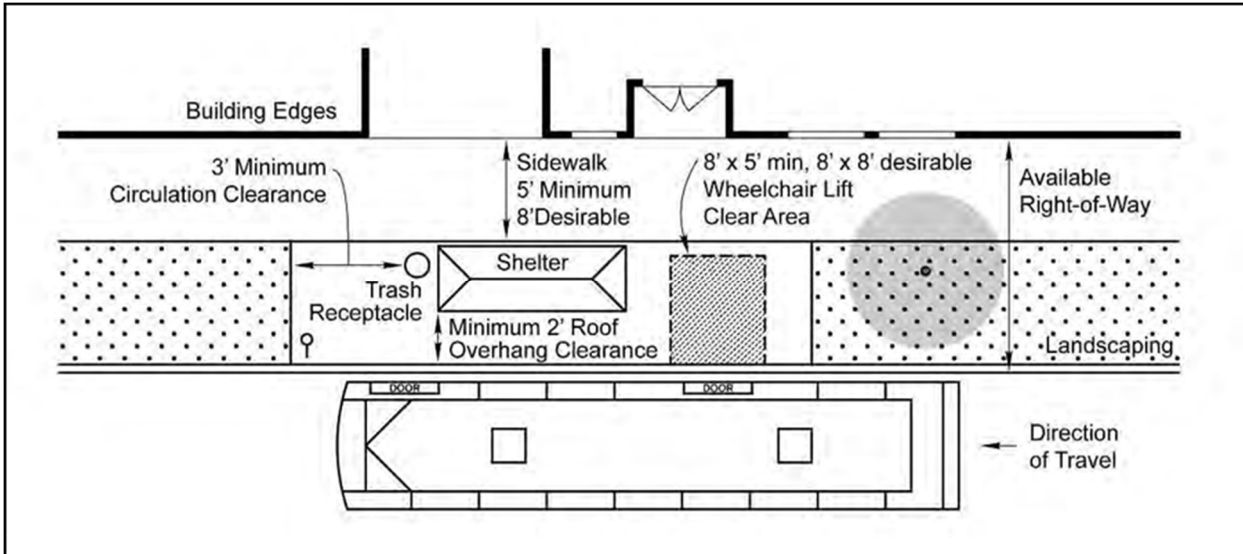 Building Edges
3' Minimum
Circulation Clearance
Sidewalk
5' Minimum
8'Desirable
8' x 5' min, 8' x 8' desirable
Wheelchair Lift
Clear Area
Available
Right-of-Way
Shelter
Trash
Receptacle
Minimum 2' Roof
Overhang Clearance
Landscaping
DOOR
DOOR
Direction
of Travel